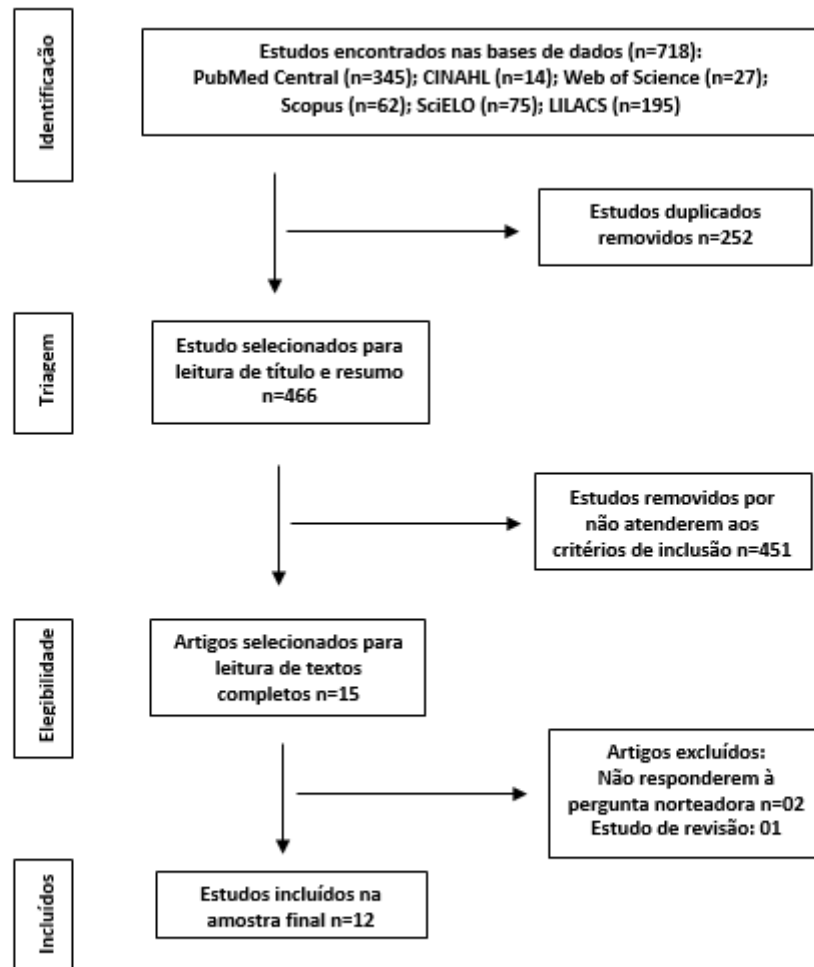 Identificação
Estudos encontrados nas bases de dados (n=718):
PubMed Central (n=345); CINAHL (n=14); Web of Science (n=27);
Scopus (n=62); SciELO (n=75); LILACS (n=195)
Estudos duplicados
removidos n=252
Triagem
Estudo selecionados para
leitura de título e resumo
n=466
Estudos removidos por
não atenderem aos
critérios de inclusão n=451
Elegibilidade
Artigos selecionados para
leitura de textos
completos n=15
Artigos excluídos:
Não responderem à
pergunta norteadora n=02
Estudo de revisão: 01
Incluídos
Estudos incluídos na
amostra final n=12